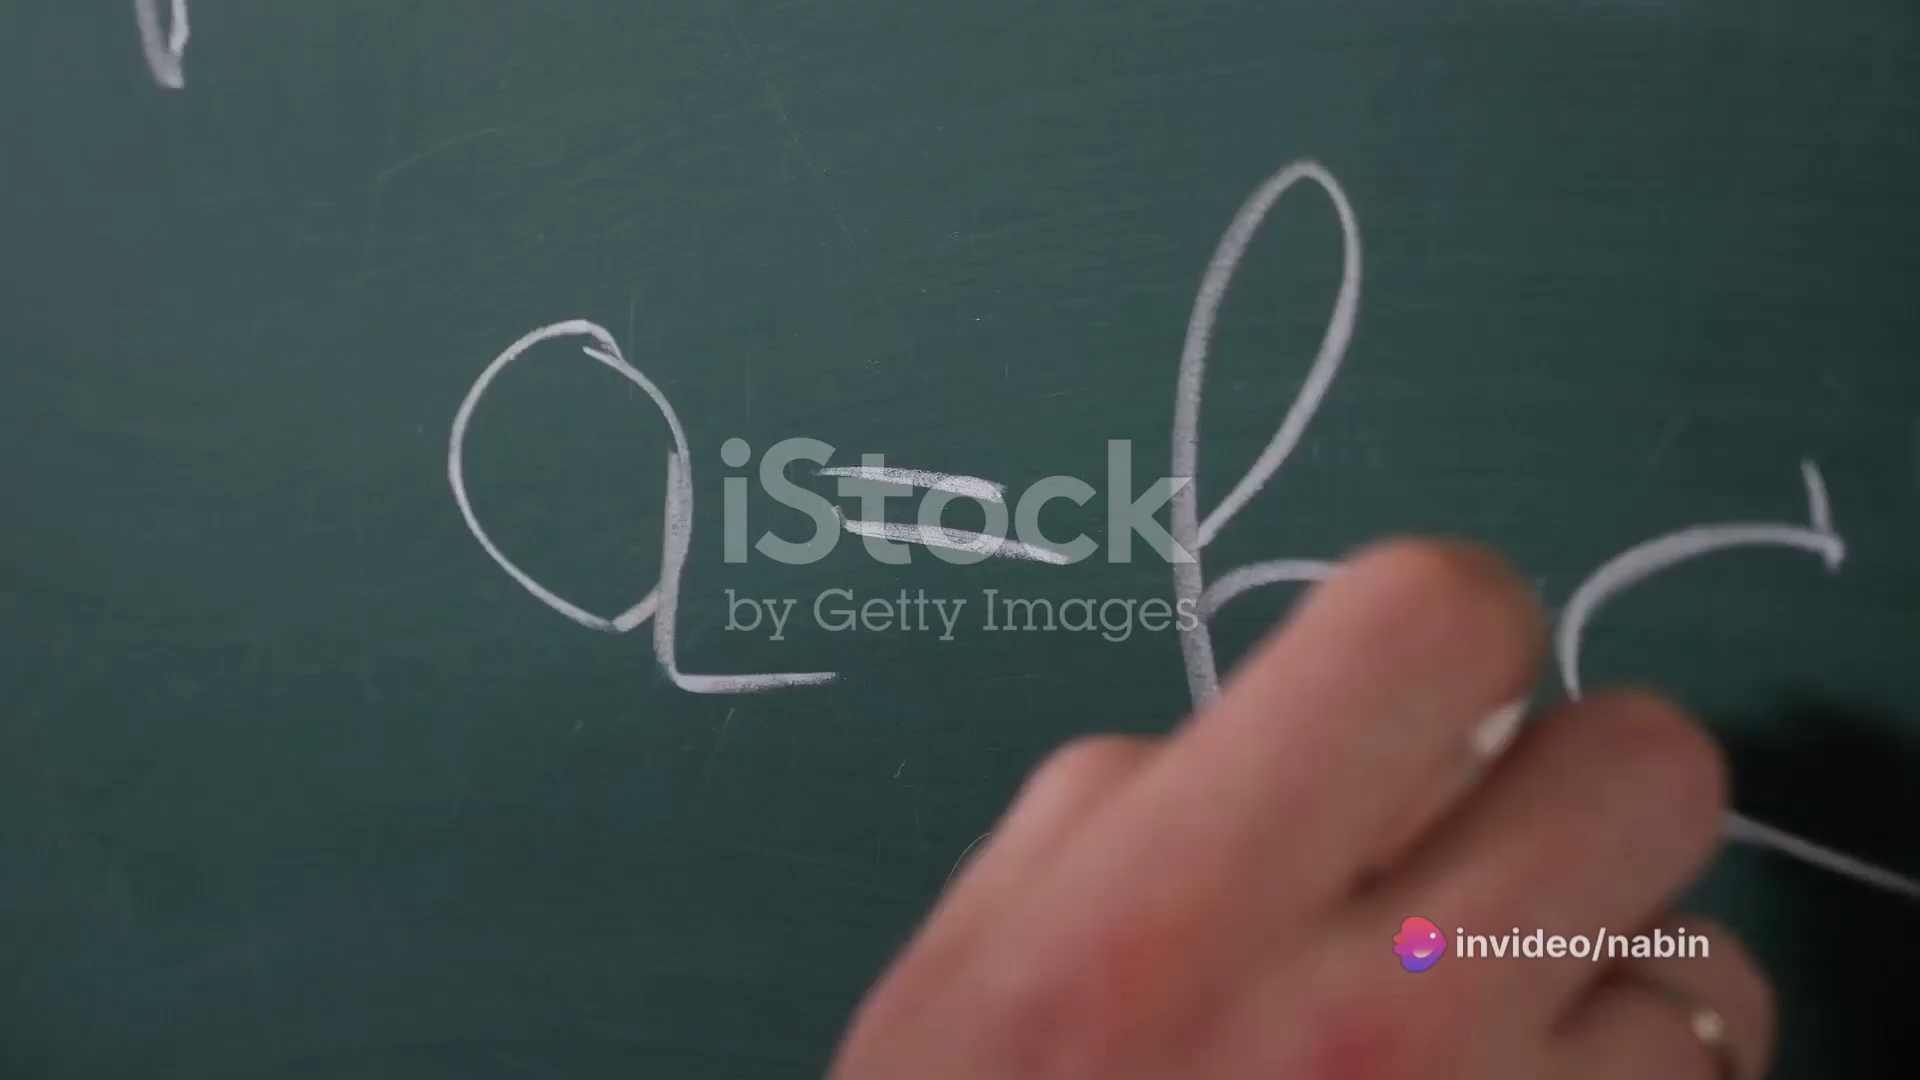 a =
iStock
by Getty Images
invideo/nabin